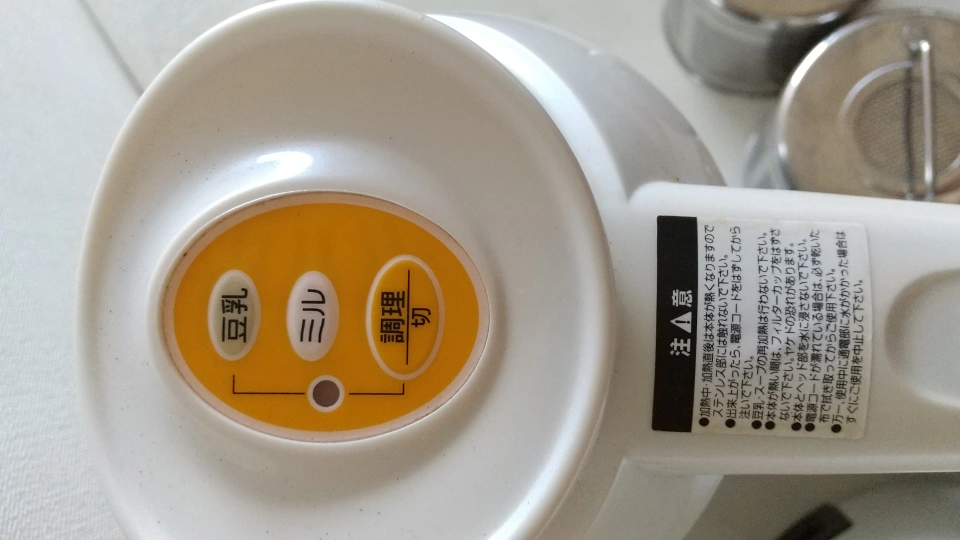 豆乳
ミル
調理
切
注⚠意
●加熱中・加熱直後は本体が熱くなりますので
ステンレス部には触れないで下さい。
●出来上がったら、電源コードをはずしてから
注いで下さい。
●豆乳・スープの再加熱は行わないで下さい。
●本体が熱い間は、フィルターカップをはずさ
ないで下さい。ヤケドの恐れがあります。
●本体とヘッド部を水に浸さないで下さい。
●電源コードが濡れている場合は、必ず乾いた
布で拭き取ってからご使用下さい。
●万一、使用中に通電部に水がかかった場合は
すぐにご使用を中止して下さい。